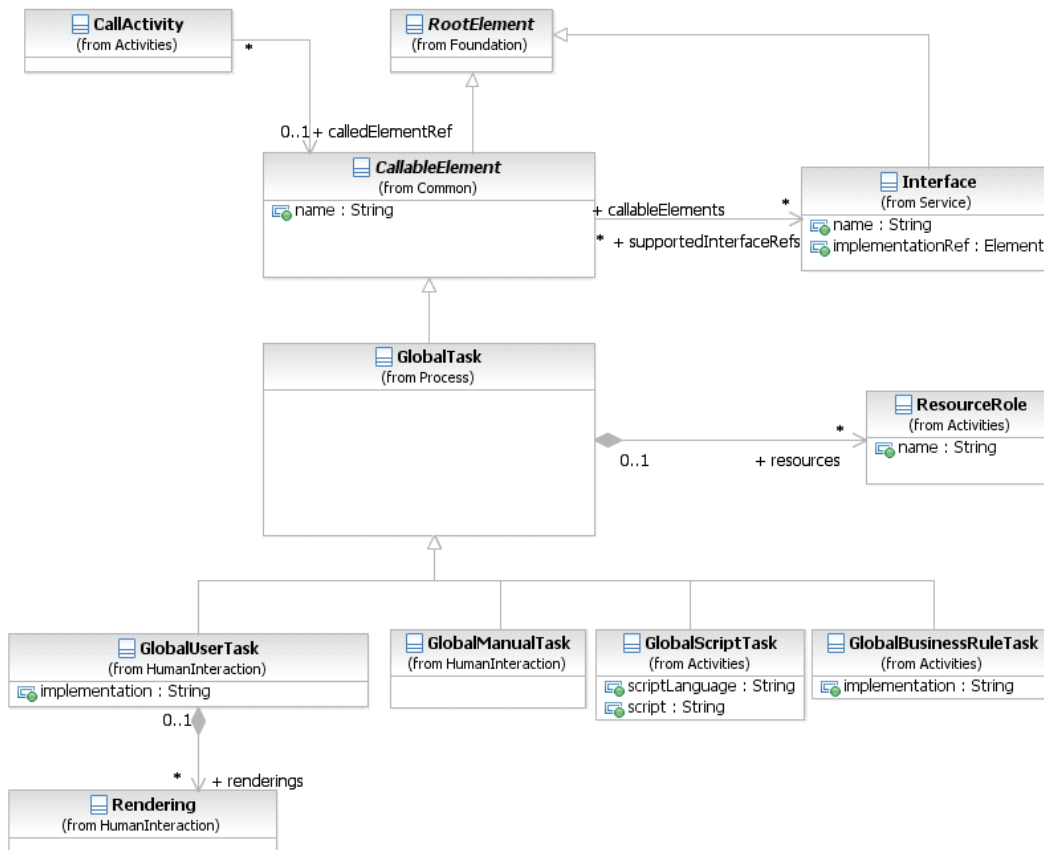 CallActivity
(from Activities)
*
RootElement
(from Foundation)
0..1 + calledElementRef
CallableElement
(from Common)
name : String
+ callableElements
*
* + supportedInterfaceRefs
Interface
(from Service)
name : String
implementationRef : Element
GlobalTask
(from Process)
0..1
+ resources
*
ResourceRole
(from Activities)
name : String
GlobalUserTask
(from HumanInteraction)
implementation : String
GlobalManualTask
(from HumanInteraction)
GlobalScriptTask
(from Activities)
scriptLanguage : String
script : String
GlobalBusinessRuleTask
(from Activities)
implementation : String
0..1
* + renderings
Rendering
(from HumanInteraction)